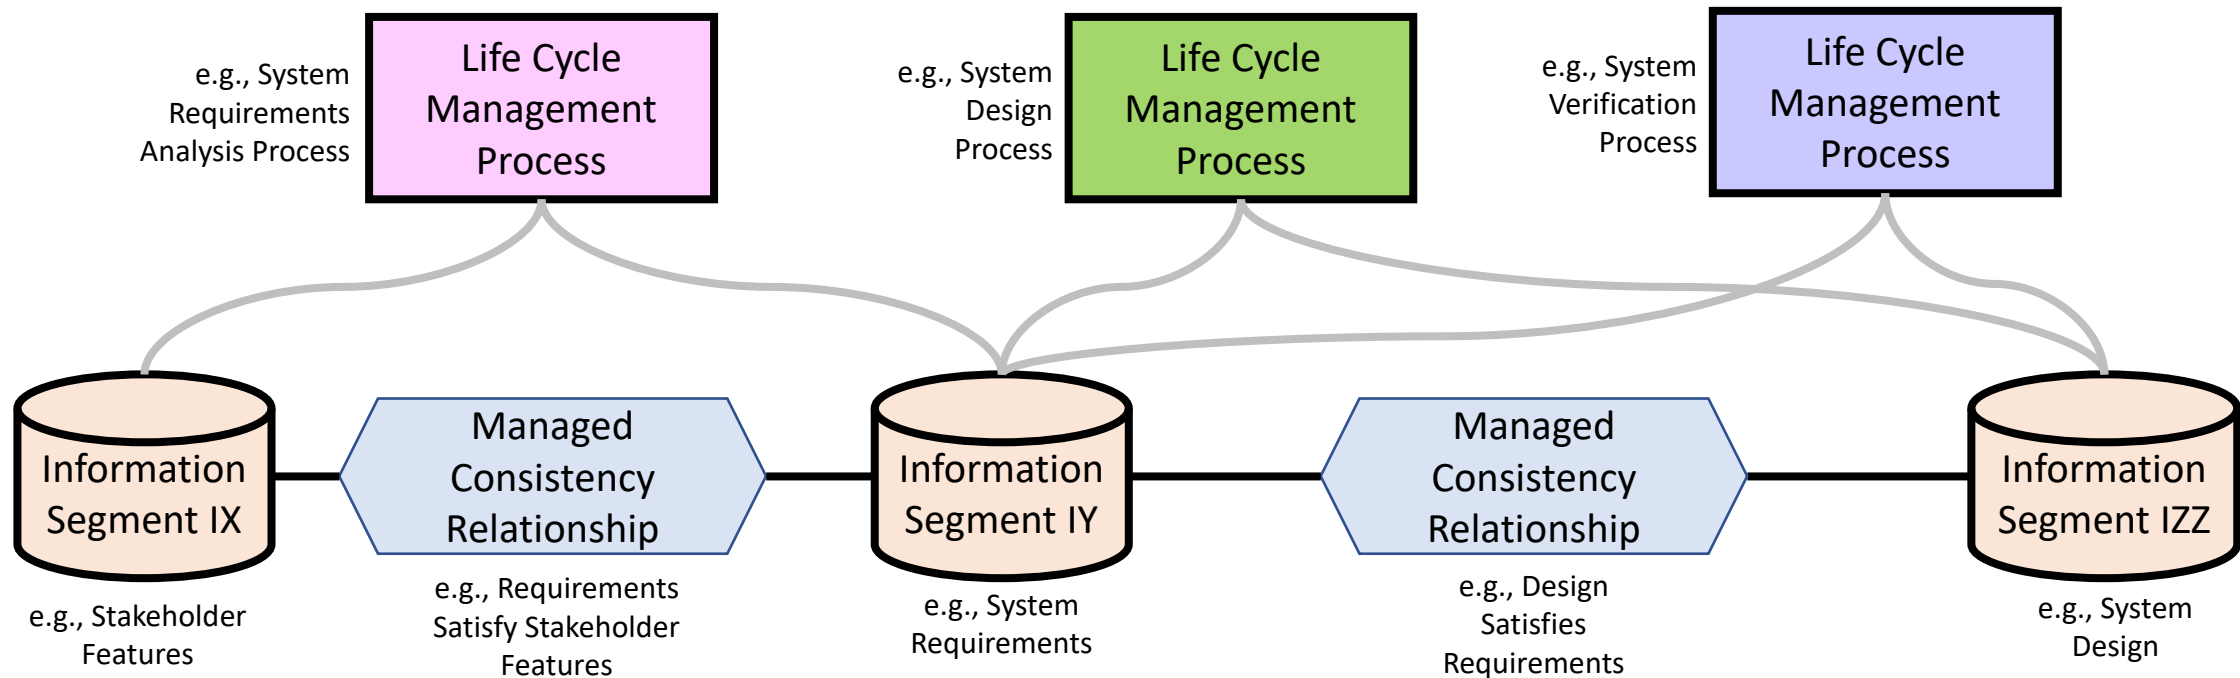 e.g., System
Requirements
Analysis Process
Life Cycle
Management
Process
e.g., System
Design
Process
Life Cycle
Management
Process
e.g., System
Verification
Process
Life Cycle
Management
Process
Information
Segment IX
e.g., Stakeholder
Features
Managed
Consistency
Relationship
e.g., Requirements
Satisfy Stakeholder
Features
Information
Segment IY
e.g., System
Requirements
Managed
Consistency
Relationship
e.g., Design
Satisfies
Requirements
Information
Segment IZZ
e.g., System
Design